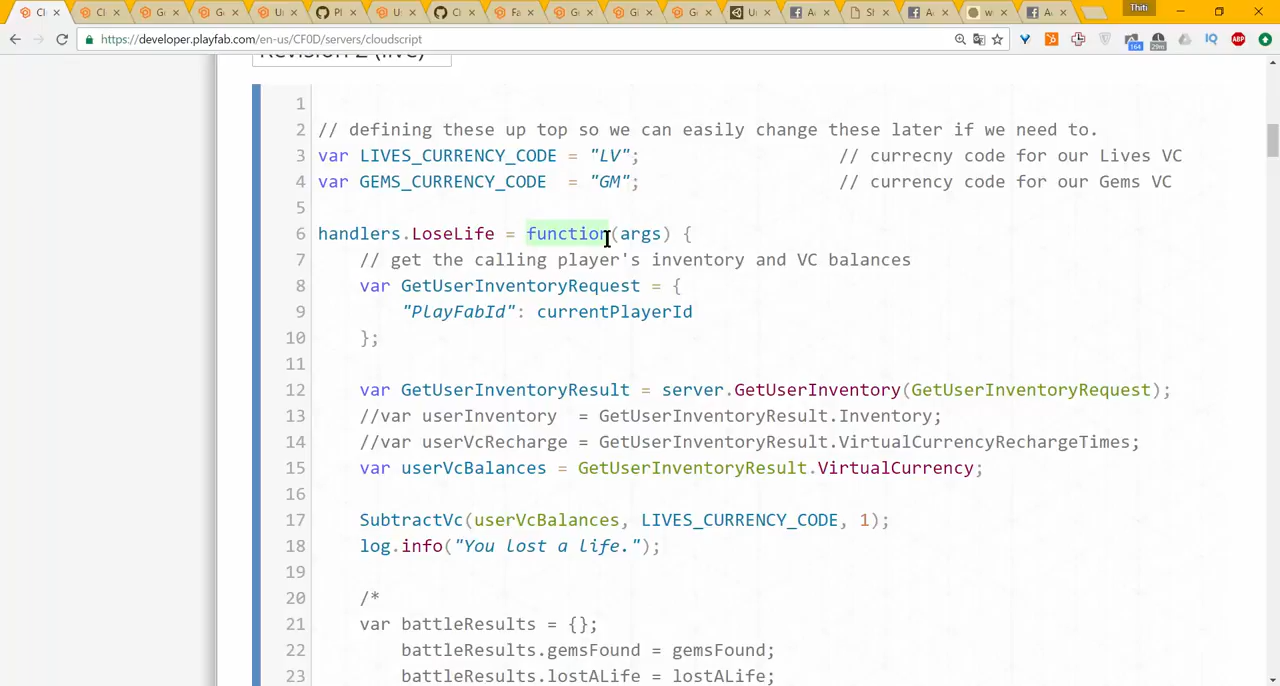 Thiti
https://developer.playfab.com/en-us/CF0D/servers/cloudscript
Revision 2 (live)
1
2 // defining these up top so we can easily change these later if we need to.
3 var LIVES_CURRENCY_CODE = "LV"; // currecny code for our Lives VC
4 var GEMS_CURRENCY_CODE = "GM"; // currency code for our Gems VC
5
6 handlers.LoseLife = function(args) {
7 // get the calling player's inventory and VC balances
8 var GetUserInventoryRequest = {
9 "PlayFabId": currentPlayerId
10 };
11
12 var GetUserInventoryResult = server.GetUserInventory(GetUserInventoryRequest);
13 //var userInventory = GetUserInventoryResult.Inventory;
14 //var userVcRecharge = GetUserInventoryResult.VirtualCurrencyRechargeTimes;
15 var userVcBalances = GetUserInventoryResult.VirtualCurrency;
16
17 SubtractVc(userVcBalances, LIVES_CURRENCY_CODE, 1);
18 log.info("You lost a life.");
19
20 /*
21 var battleResults = {};
22 battleResults.gemsFound = gemsFound;
23 battleResults.lostALife = lostALife;